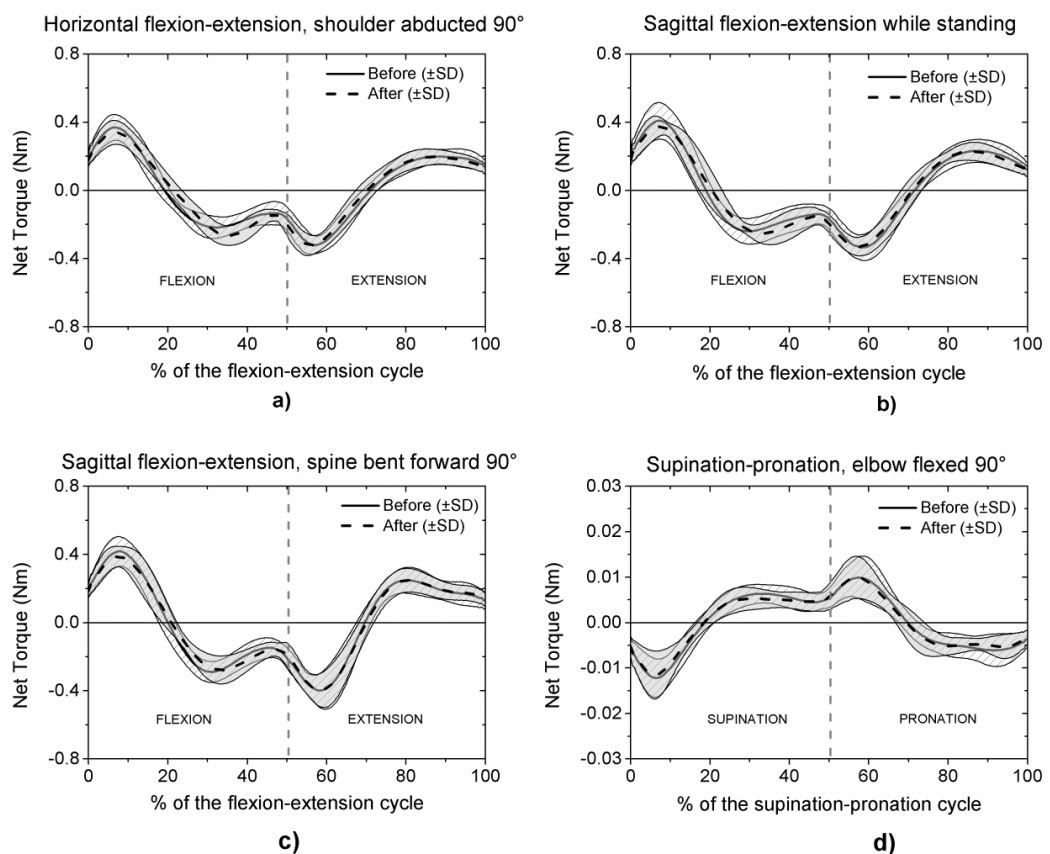 Horizontal flexion-extension, shoulder abducted 90°
0.8
0.4
0.0
-0.4
-0.8
Net Torque (Nm)
Before (±SD)
After (±SD)
FLEXION
EXTENSION
0 20 40 60 80 100
% of the flexion-extension cycle
a)
Sagittal flexion-extension while standing
0.8
0.4
0.0
-0.4
-0.8
Net Torque (Nm)
Before (±SD)
After (±SD)
FLEXION
EXTENSION
0 20 40 60 80 100
% of the flexion-extension cycle
b)
Sagittal flexion-extension, spine bent forward 90°
0.8
0.4
0.0
-0.4
-0.8
Net Torque (Nm)
Before (±SD)
After (±SD)
FLEXION
EXTENSION
0 20 40 60 80 100
% of the flexion-extension cycle
c)
Supination-pronation, elbow flexed 90°
0.03
0.02
0.010
0.00
-0.010
-0.02
-0.03
Net Torque (Nm)
Before (±SD)
After (±SD)
SUPINATION
PRONATION
0 20 40 60 80 100
% of the supination-pronation cycle
d)